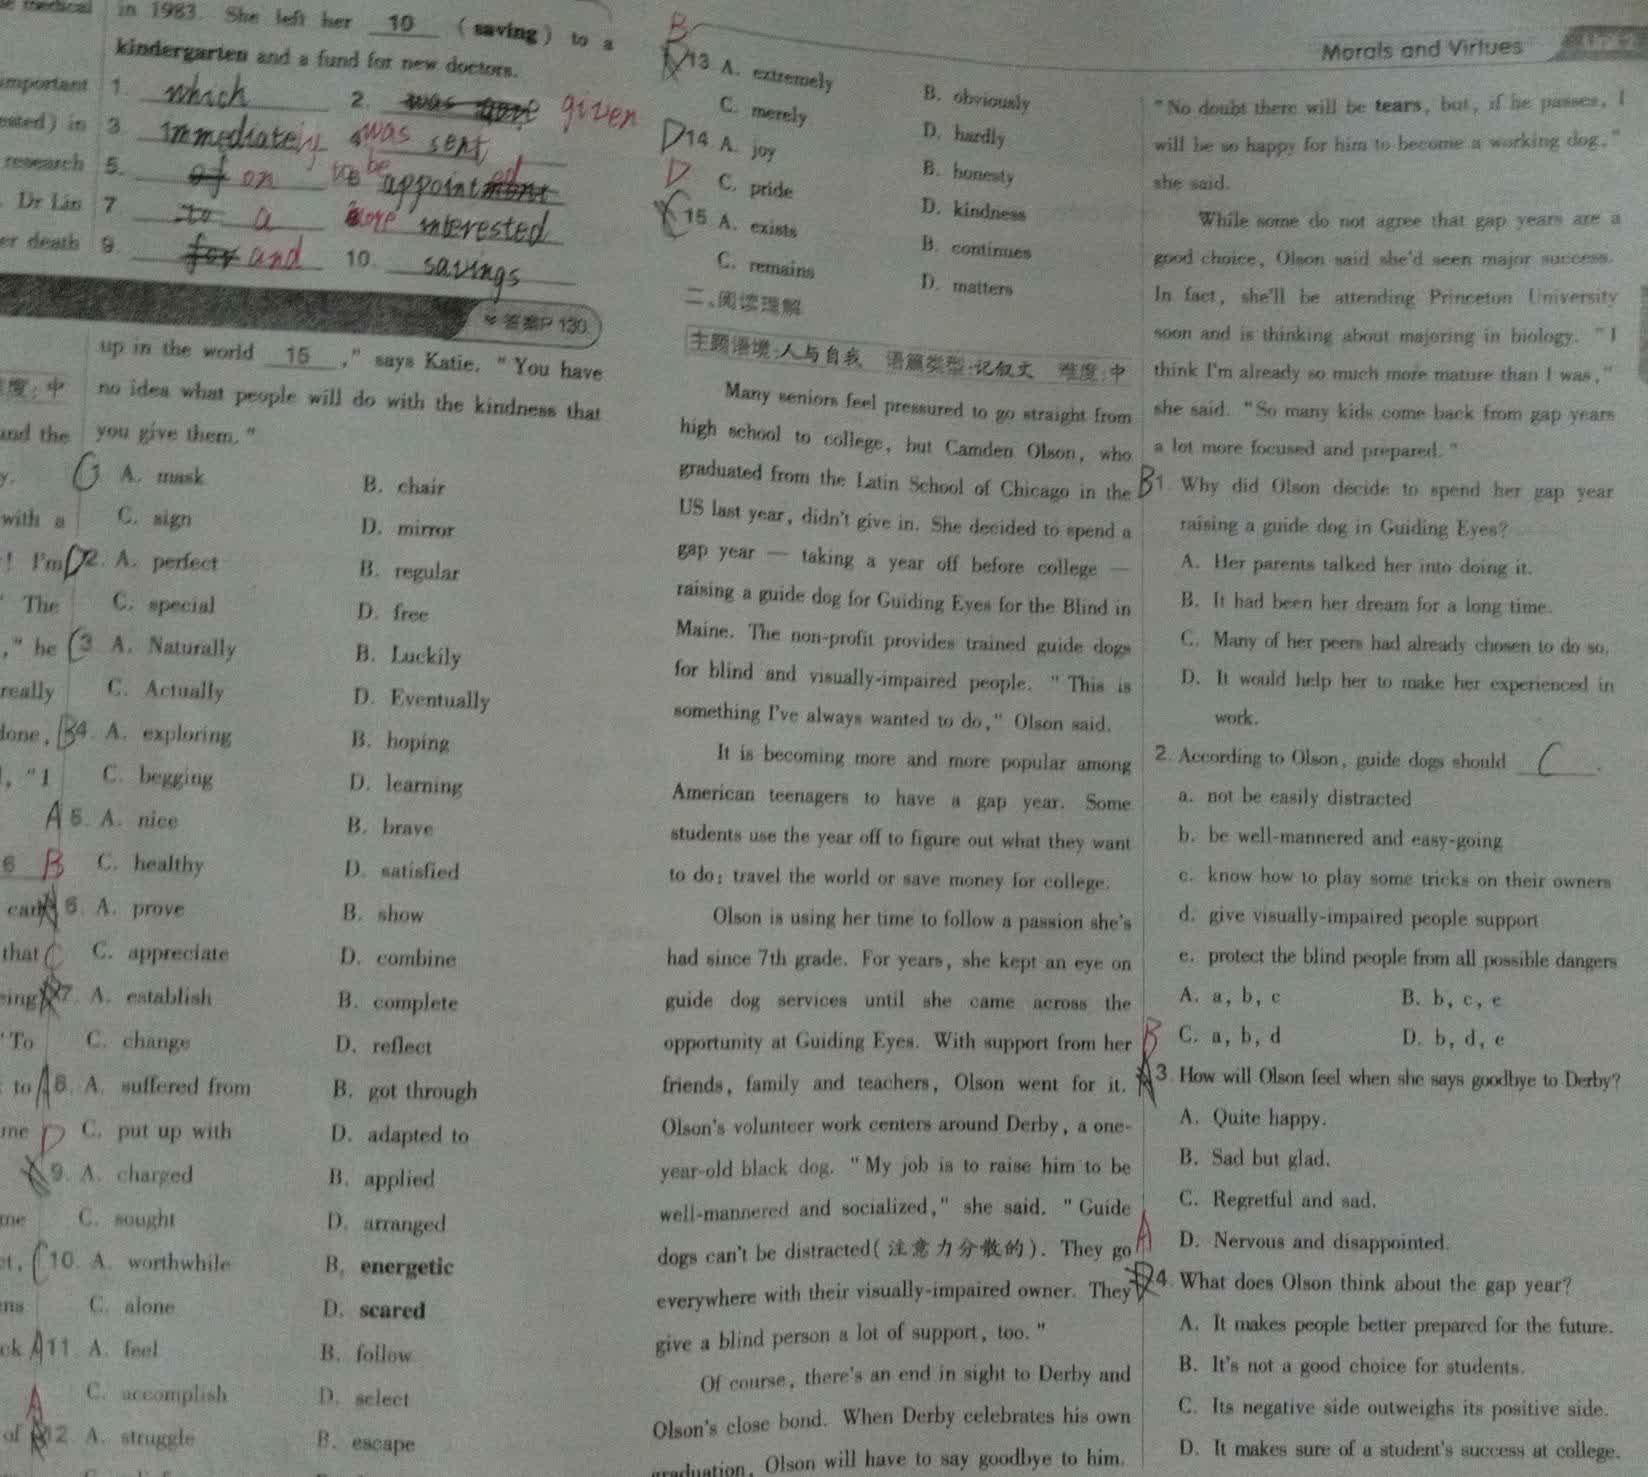 in 1983. She left her 10 (saving) to a
kindergarten and a fund for new doctors.
1. which 2. given
3. immediately 4. was sent
5. on be appointed
7. a more interested
9. and 10. savings
important
in
research
Dr Lin
er death
答案P 130
up in the world 15 ," says Katie. "You have
no idea what people will do with the kindness that
you give them."
度:中
and the
y.
with a
! I'm
The
," he
really
done,
, "I
6 B
can
that
"To
to
me
me
of
C 1 A. mask B. chair
C. sign D. mirror
D 2. A. perfect B. regular
C. special D. free
C 3 A. Naturally B. Luckily
C. Actually D. Eventually
B 4. A. exploring B. hoping
C. begging D. learning
A 5. A. nice B. brave
C. healthy D. satisfied
6. A. prove B. show
C. appreciate D. combine
C 7. A. establish B. complete
C. change D. reflect
A 8. A. suffered from B. got through
C. put up with D. adapted to
D 9. A. charged B. applied
C. sought D. arranged
C 10. A. worthwhile B. energetic
C. alone D. scared
A 11 A. feel B. follow
C. accomplish D. select
A 12 A. struggle B. escape
B
13 A. extremely B. obviously
C. merely D. hardly
D 14 A. joy B. honesty
C. pride D. kindness
D 15 A. exists B. continues
C. remains D. matters
二、阅读理解
主题语境:人与自我 语篇类型:记叙文 难度:中
Many seniors feel pressured to go straight from
high school to college, but Camden Olson, who
graduated from the Latin School of Chicago in the
US last year, didn't give in. She decided to spend a
gap year — taking a year off before college —
raising a guide dog for Guiding Eyes for the Blind in
Maine. The non-profit provides trained guide dogs
for blind and visually-impaired people. "This is
something I've always wanted to do," Olson said.
It is becoming more and more popular among
American teenagers to have a gap year. Some
students use the year off to figure out what they want
to do; travel the world or save money for college.
Olson is using her time to follow a passion she's
had since 7th grade. For years, she kept an eye on
guide dog services until she came across the
opportunity at Guiding Eyes. With support from her
friends, family and teachers, Olson went for it.
Olson's volunteer work centers around Derby, a one-
year-old black dog. "My job is to raise him to be
well-mannered and socialized," she said. "Guide
dogs can't be distracted(注意力分散的). They go
everywhere with their visually-impaired owner. They
give a blind person a lot of support, too."
Of course, there's an end in sight to Derby and
Olson's close bond. When Derby celebrates his own
graduation, Olson will have to say goodbye to him.
Morals and Virtues
"No doubt there will be tears, but, if he passes, I
will be so happy for him to become a working dog,"
she said.
While some do not agree that gap years are a
good choice, Olson said she'd seen major success.
In fact, she'll be attending Princeton University
soon and is thinking about majoring in biology. "I
think I'm already so much more mature than I was,"
she said. "So many kids come back from gap years
a lot more focused and prepared."
B 1. Why did Olson decide to spend her gap year
raising a guide dog in Guiding Eyes?
A. Her parents talked her into doing it.
B. It had been her dream for a long time.
C. Many of her peers had already chosen to do so.
D. It would help her to make her experienced in
work.
2. According to Olson, guide dogs should C.
a. not be easily distracted
b. be well-mannered and easy-going
c. know how to play some tricks on their owners
d. give visually-impaired people support
e. protect the blind people from all possible dangers
A. a, b, c B. b, c, e
C. a, b, d D. b, d, e
B
3. How will Olson feel when she says goodbye to Derby?
A. Quite happy.
B. Sad but glad.
C. Regretful and sad.
D. Nervous and disappointed.
A
4. What does Olson think about the gap year?
A. It makes people better prepared for the future.
B. It's not a good choice for students.
C. Its negative side outweighs its positive side.
D. It makes sure of a student's success at college.